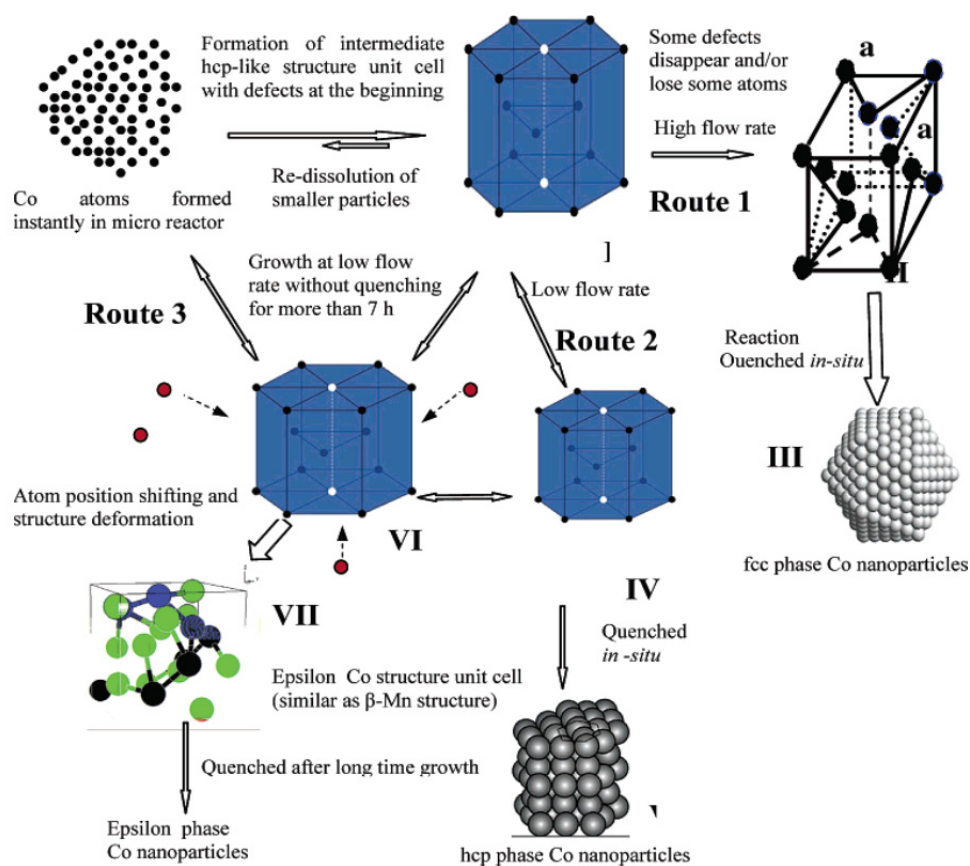 Formation of intermediate
hcp-like structure unit cell
with defects at the beginning
Some defects
disappear and/or
lose some atoms
a
a
High flow rate
Re-dissolution of
smaller particles
Co atoms formed
instantly in micro reactor
Route 1
]
I
Growth at low flow
rate without quenching
for more than 7 h
Low flow rate
Route 3
Route 2
Reaction
Ouenched in-situ
III
Atom position shifting and
structure deformation
VI
fcc phase Co nanoparticles
VII
IV
Quenched
in -situ
Epsilon Co structure unit cell
(similar as β-Mn structure)
Quenched after long time growth
Epsilon phase
Co nanoparticles
hcp phase Co nanoparticles